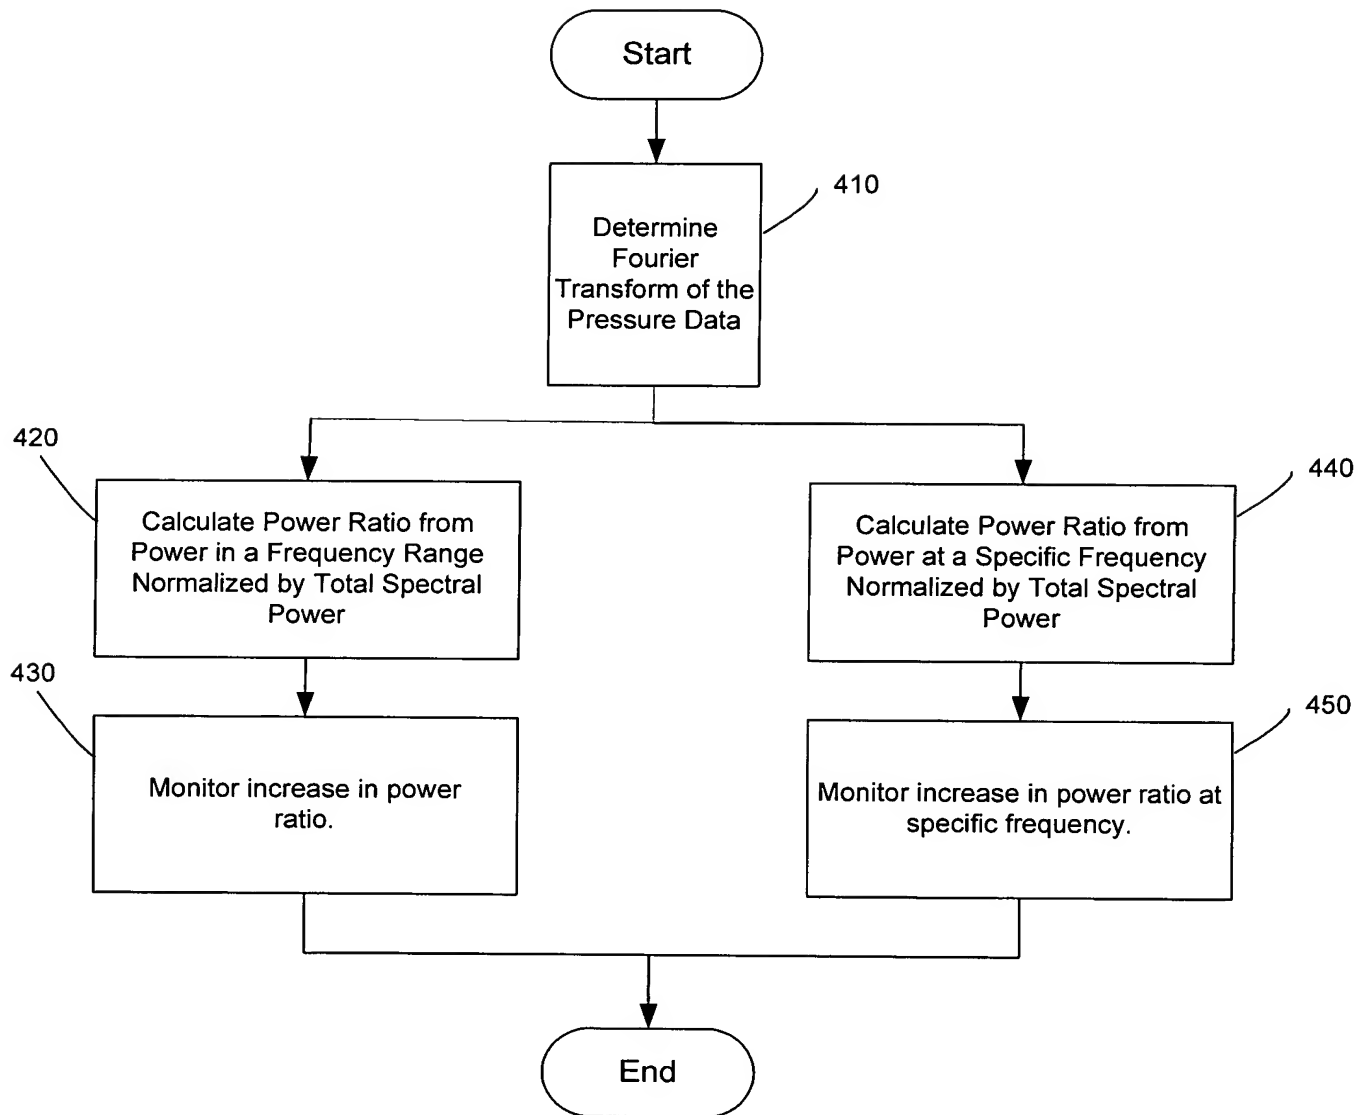 Start
410
Determine
Fourier
Transform of the
Pressure Data
420
Calculate Power Ratio from
Power in a Frequency Range
Normalized by Total Spectral
Power
440
Calculate Power Ratio from
Power at a Specific Frequency
Normalized by Total Spectral
Power
430
Monitor increase in power
ratio.
450
Monitor increase in power ratio at
specific frequency.
End